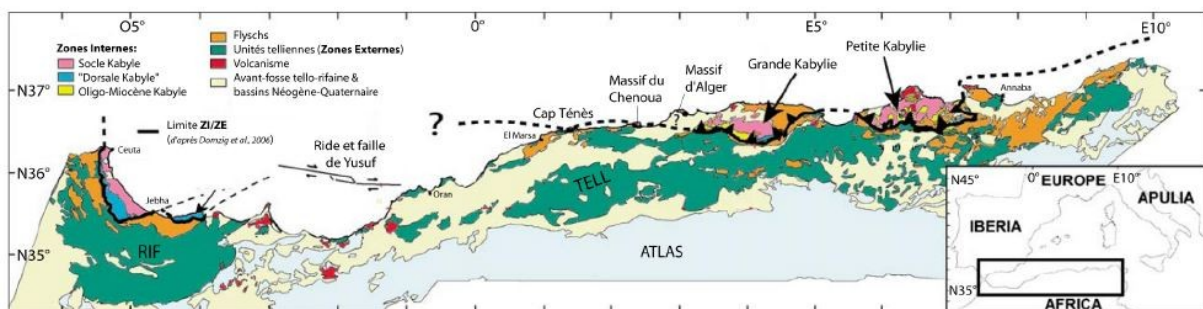 O5°
0°
E5°
E10°
Zones Internes:
Socle Kabyle
"Dorsale Kabyle"
Oligo-Miocène Kabyle
Flyschs
Unités telliennes (Zones Externes)
Volcanisme
Avant-fosse tello-rifaine &
bassins Néogène-Quaternaire
Limite ZI/ZE
(d'après Domzig et al., 2006)
N37°
N36°
N35°
Ceuta
Jebha
RIF
Ride et faille
de Yusuf
Oran
?
El Marsa
Cap Ténès
Massif du
Chenoua
Massif
d'Alger
?
Grande Kabylie
Petite Kabylie
Annaba
TELL
ATLAS
N45°
0°
EUROPE
E10°
APULIA
IBERIA
N35°
AFRICA